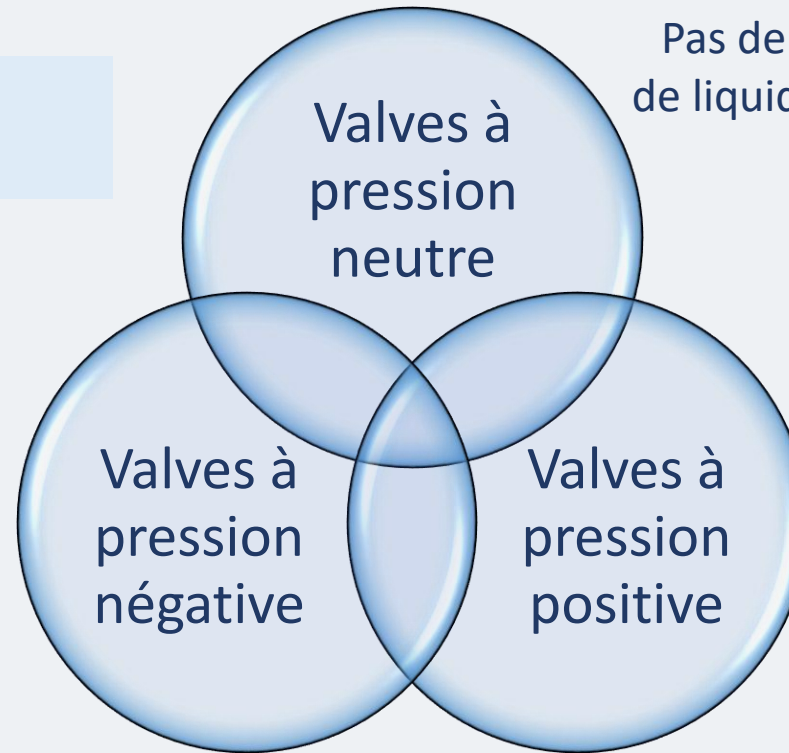 Pas de
de liquid
Valves à
pression
neutre
Valves à
pression
négative
Valves à
pression
positive